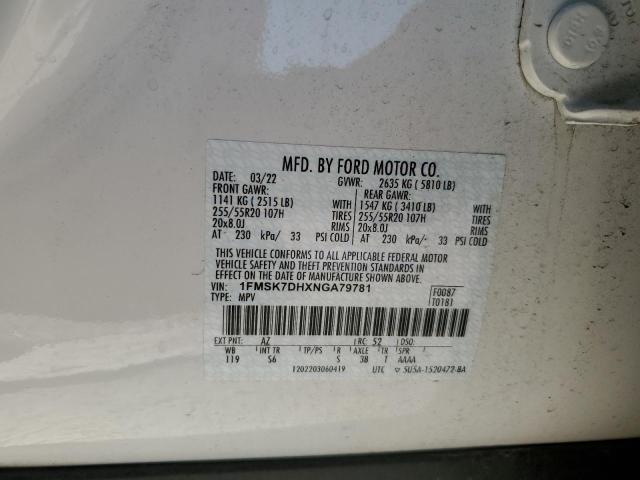 MFD. BY FORD MOTOR CO.
DATE: 03/22 GVWR: 2635 KG ( 5810 LB)
FRONT GAWR: REAR GAWR:
1141 KG ( 2515 LB) WITH 1547 KG ( 3410 LB) WITH
255/55R20 107H TIRES 255/55R20 107H TIRES
20x8.0J RIMS 20x8.0J RIMS
AT 230 kPa/ 33 PSI COLD AT 230 kPa/ 33 PSI COLD
THIS VEHICLE CONFORMS TO ALL APPLICABLE FEDERAL MOTOR
VEHICLE SAFETY AND THEFT PREVENTION STANDARDS IN
EFFECT ON THE DATE OF MANUFACTURE SHOWN ABOVE.
VIN: 1FMSK7DHXNGA79781 F0087
TYPE: MPV T0181
EXT PNT: AZ RC: 52 DSO:
WB INT TR TP/PS R AXLE TR SPR
119 S6 S 3B T AAAA
1202203060419 UTC ▽ 5U5A-1520472-BA